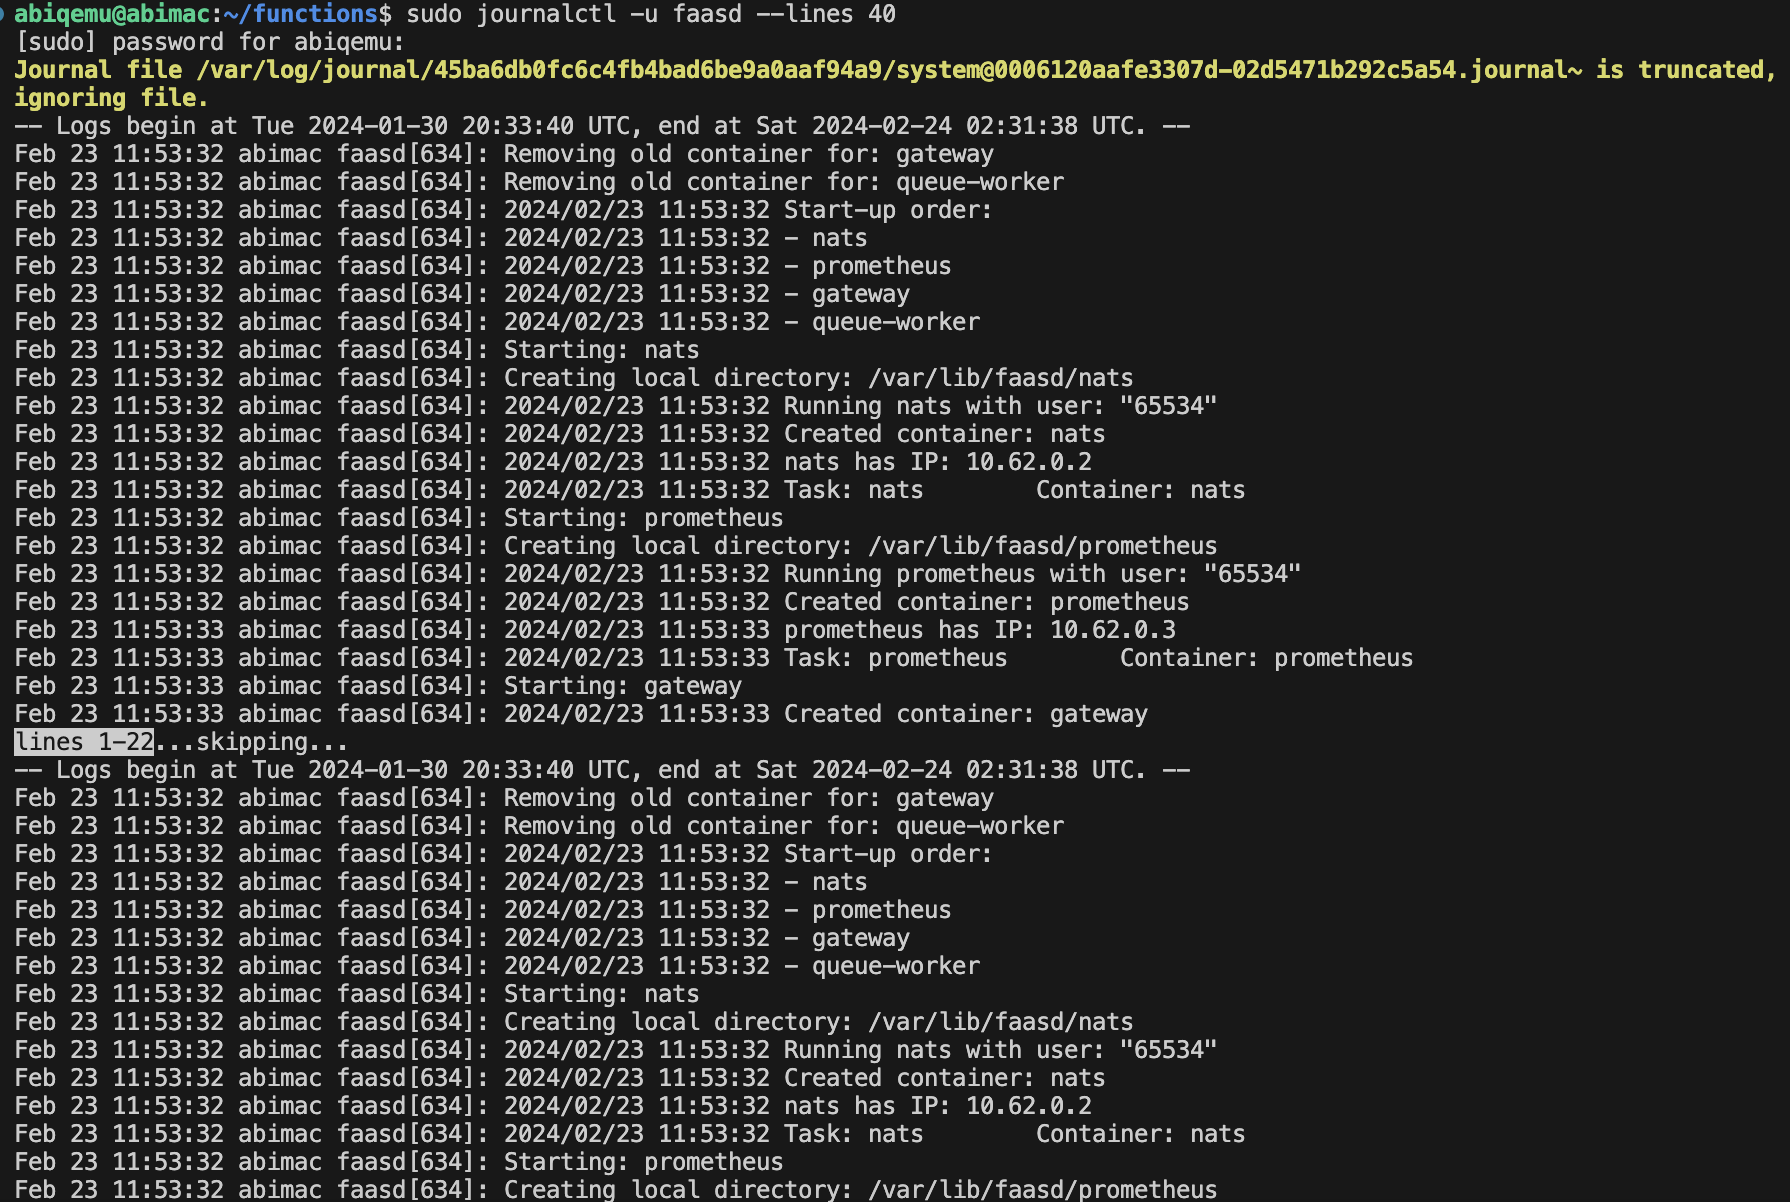 abiqemu@abimac:~/functions$ sudo journalctl -u faasd --lines 40
[sudo] password for abiqemu:
Journal file /var/log/journal/45ba6db0fc6c4fb4bad6be9a0aaf94a9/system@0006120aafe3307d-02d5471b292c5a54.journal~ is truncated,
ignoring file.
-- Logs begin at Tue 2024-01-30 20:33:40 UTC, end at Sat 2024-02-24 02:31:38 UTC. --
Feb 23 11:53:32 abimac faasd[634]: Removing old container for: gateway
Feb 23 11:53:32 abimac faasd[634]: Removing old container for: queue-worker
Feb 23 11:53:32 abimac faasd[634]: 2024/02/23 11:53:32 Start-up order:
Feb 23 11:53:32 abimac faasd[634]: 2024/02/23 11:53:32 - nats
Feb 23 11:53:32 abimac faasd[634]: 2024/02/23 11:53:32 - prometheus
Feb 23 11:53:32 abimac faasd[634]: 2024/02/23 11:53:32 - gateway
Feb 23 11:53:32 abimac faasd[634]: 2024/02/23 11:53:32 - queue-worker
Feb 23 11:53:32 abimac faasd[634]: Starting: nats
Feb 23 11:53:32 abimac faasd[634]: Creating local directory: /var/lib/faasd/nats
Feb 23 11:53:32 abimac faasd[634]: 2024/02/23 11:53:32 Running nats with user: "65534"
Feb 23 11:53:32 abimac faasd[634]: 2024/02/23 11:53:32 Created container: nats
Feb 23 11:53:32 abimac faasd[634]: 2024/02/23 11:53:32 nats has IP: 10.62.0.2
Feb 23 11:53:32 abimac faasd[634]: 2024/02/23 11:53:32 Task: nats        Container: nats
Feb 23 11:53:32 abimac faasd[634]: Starting: prometheus
Feb 23 11:53:32 abimac faasd[634]: Creating local directory: /var/lib/faasd/prometheus
Feb 23 11:53:32 abimac faasd[634]: 2024/02/23 11:53:32 Running prometheus with user: "65534"
Feb 23 11:53:32 abimac faasd[634]: 2024/02/23 11:53:32 Created container: prometheus
Feb 23 11:53:33 abimac faasd[634]: 2024/02/23 11:53:33 prometheus has IP: 10.62.0.3
Feb 23 11:53:33 abimac faasd[634]: 2024/02/23 11:53:33 Task: prometheus        Container: prometheus
Feb 23 11:53:33 abimac faasd[634]: Starting: gateway
Feb 23 11:53:33 abimac faasd[634]: 2024/02/23 11:53:33 Created container: gateway
lines 1-22...skipping...
-- Logs begin at Tue 2024-01-30 20:33:40 UTC, end at Sat 2024-02-24 02:31:38 UTC. --
Feb 23 11:53:32 abimac faasd[634]: Removing old container for: gateway
Feb 23 11:53:32 abimac faasd[634]: Removing old container for: queue-worker
Feb 23 11:53:32 abimac faasd[634]: 2024/02/23 11:53:32 Start-up order:
Feb 23 11:53:32 abimac faasd[634]: 2024/02/23 11:53:32 - nats
Feb 23 11:53:32 abimac faasd[634]: 2024/02/23 11:53:32 - prometheus
Feb 23 11:53:32 abimac faasd[634]: 2024/02/23 11:53:32 - gateway
Feb 23 11:53:32 abimac faasd[634]: 2024/02/23 11:53:32 - queue-worker
Feb 23 11:53:32 abimac faasd[634]: Starting: nats
Feb 23 11:53:32 abimac faasd[634]: Creating local directory: /var/lib/faasd/nats
Feb 23 11:53:32 abimac faasd[634]: 2024/02/23 11:53:32 Running nats with user: "65534"
Feb 23 11:53:32 abimac faasd[634]: 2024/02/23 11:53:32 Created container: nats
Feb 23 11:53:32 abimac faasd[634]: 2024/02/23 11:53:32 nats has IP: 10.62.0.2
Feb 23 11:53:32 abimac faasd[634]: 2024/02/23 11:53:32 Task: nats        Container: nats
Feb 23 11:53:32 abimac faasd[634]: Starting: prometheus
Feb 23 11:53:32 abimac faasd[634]: Creating local directory: /var/lib/faasd/prometheus